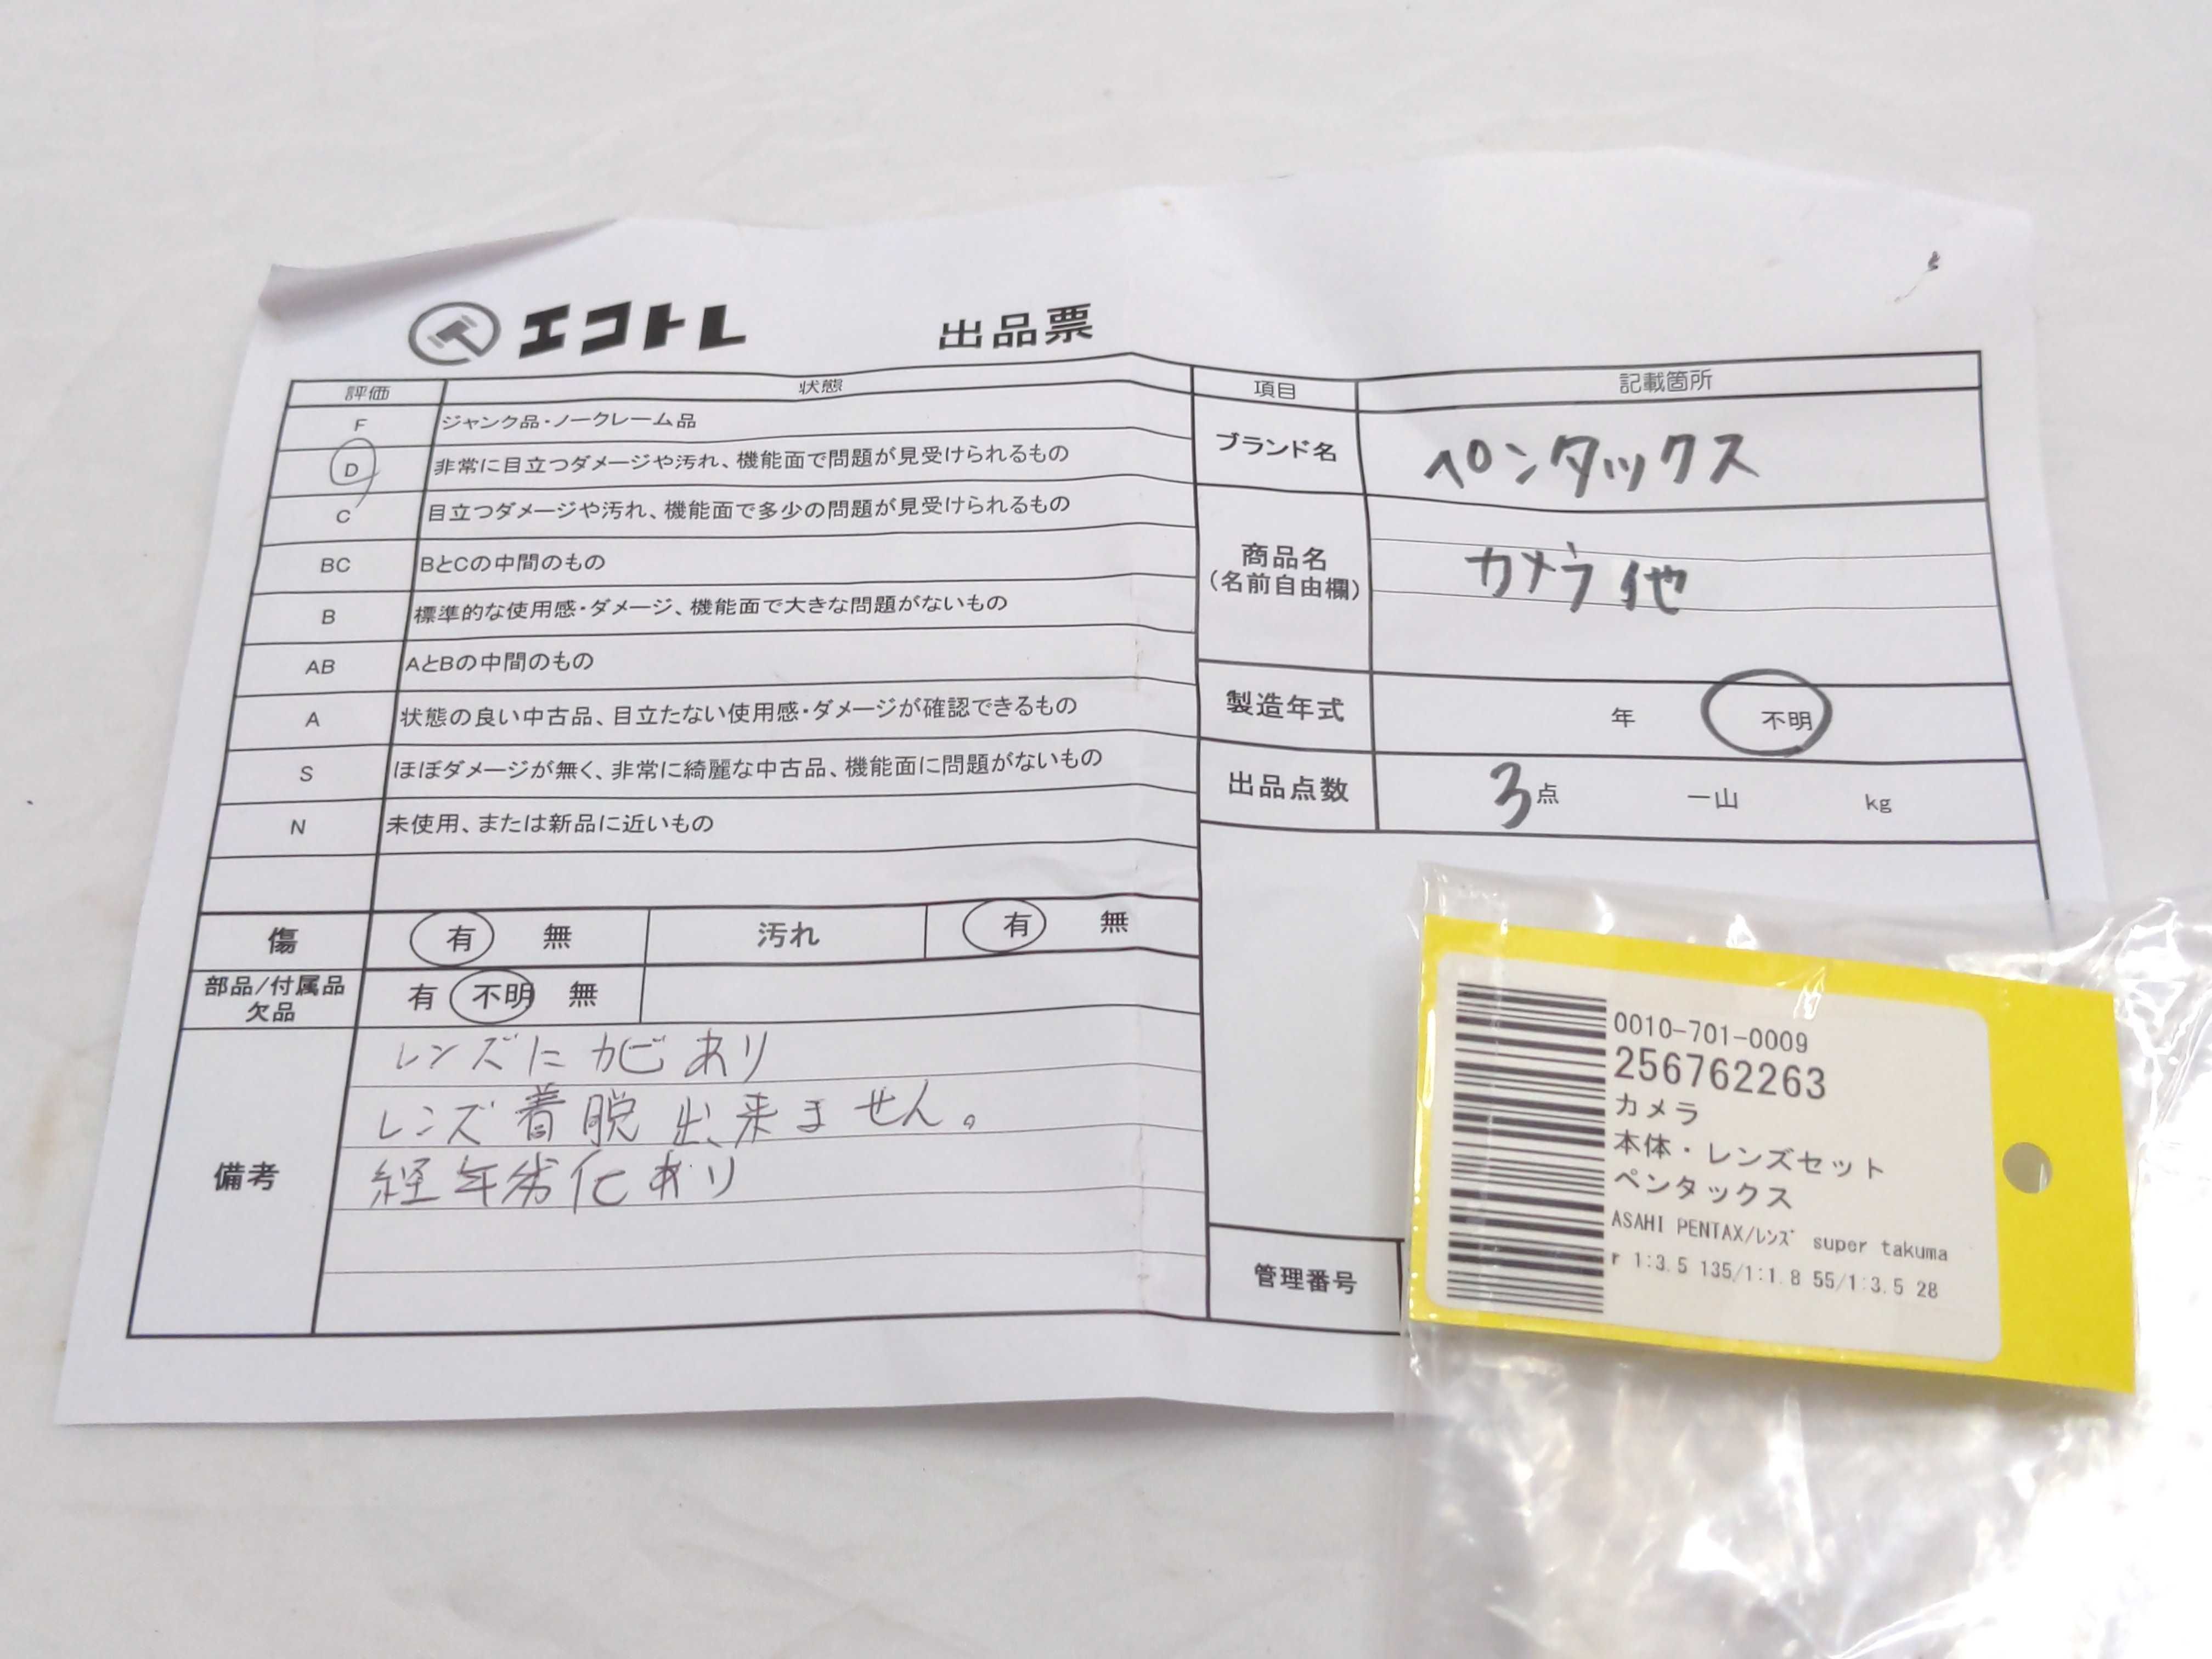 エコトレ 出品票
評価 状態
F ジャンク品・ノークレーム品
D 非常に目立つダメージや汚れ、機能面で問題が見受けられるもの
C 目立つダメージや汚れ、機能面で多少の問題が見受けられるもの
BC BとCの中間のもの
B 標準的な使用感・ダメージ、機能面で大きな問題がないもの
AB AとBの中間のもの
A 状態の良い中古品、目立たない使用感・ダメージが確認できるもの
S ほぼダメージが無く、非常に綺麗な中古品、機能面に問題がないもの
N 未使用、または新品に近いもの
傷 有 無 汚れ 有 無
部品/付属品
欠品
有 不明 無
備考
レンズにカビあり
レンズ着脱出来ません。
経年劣化あり
項目 記載箇所
ブランド名 ペンタックス
商品名
(名前自由欄)
カメラ他
製造年式 年 不明
出品点数 3点 一山 kg
管理番号
0010-701-0009
256762263
カメラ
本体・レンズセット
ペンタックス
ASAHI PENTAX/ﾚﾝｽﾞ super takuma
r 1:3.5 135/1:1.8 55/1:3.5 28